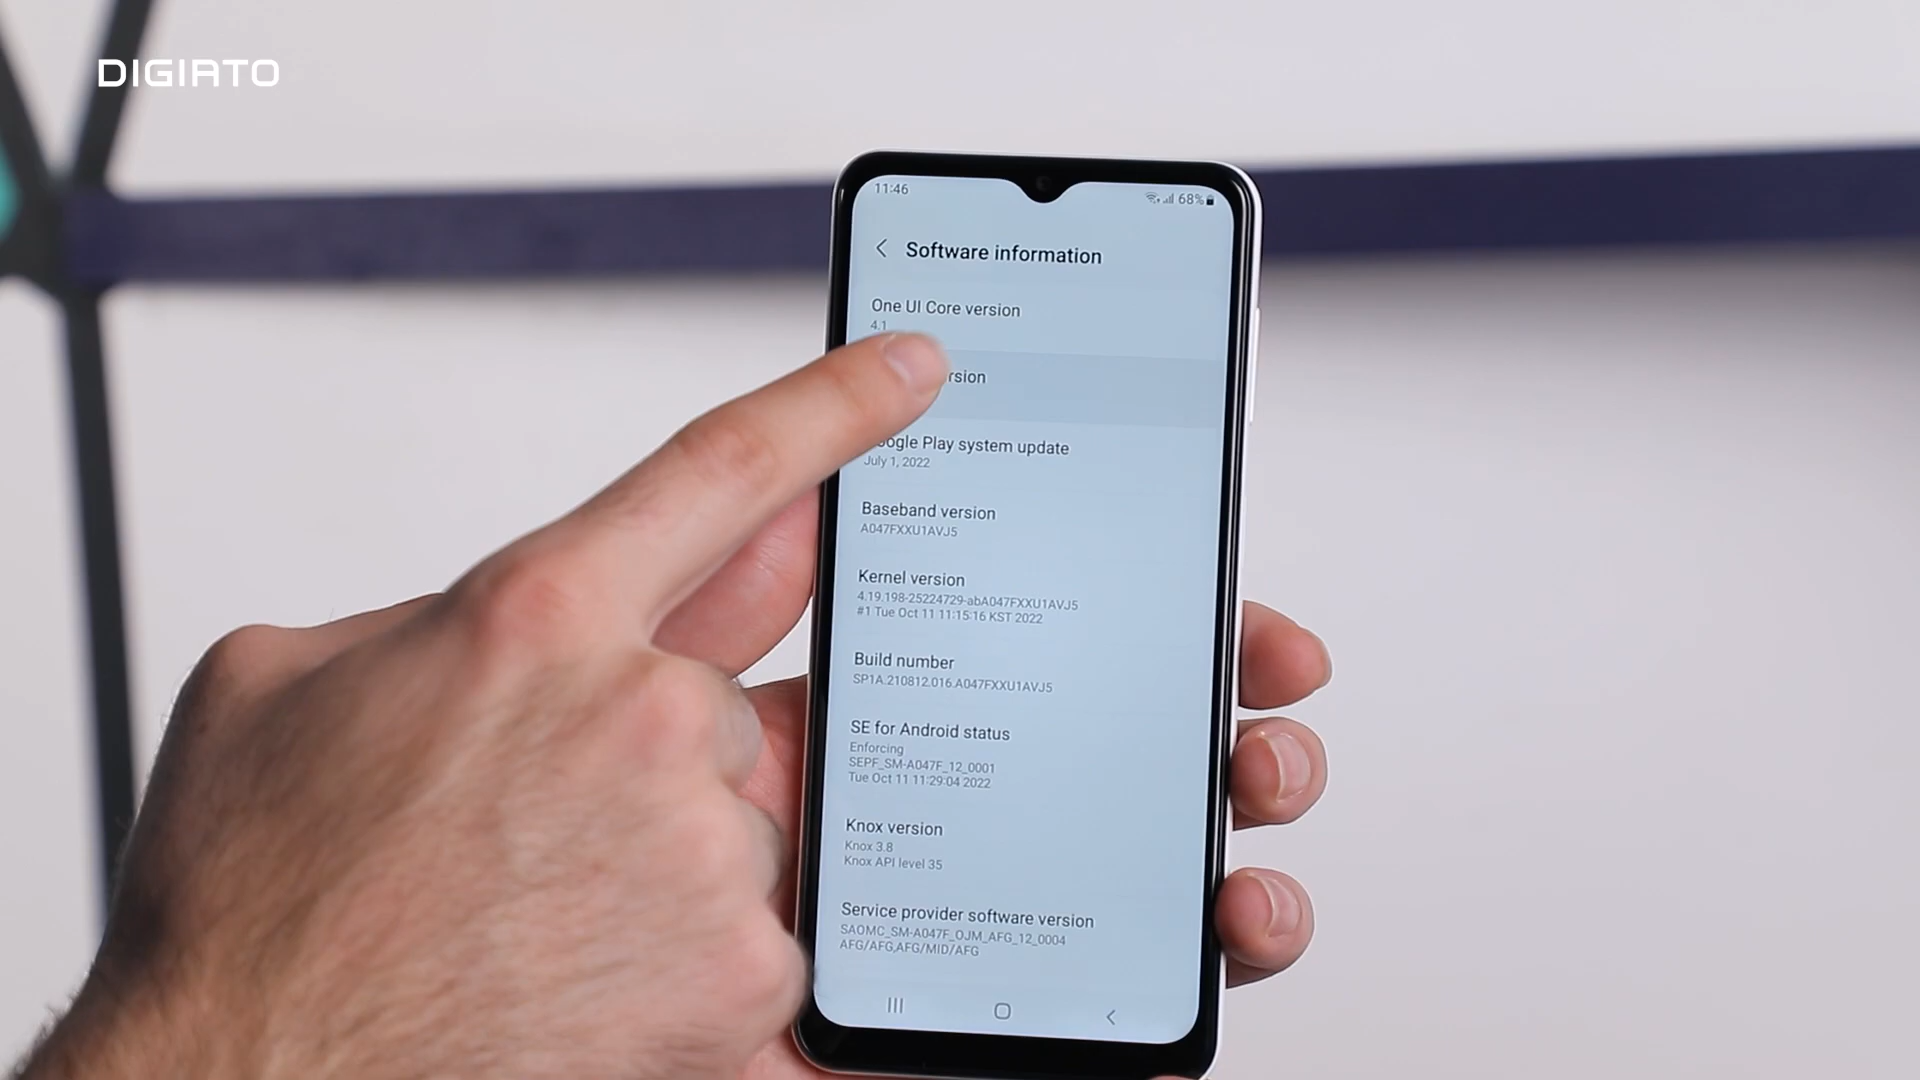 DIGIATO
11:46
68%
Software information
One UI Core version
4.1
rsion
oogle Play system update
July 1, 2022
Baseband version
A047FXXU1AVJ5
Kernel version
4.19.198-25224729-abA047FXXU1AVJ5
#1 Tue Oct 11 11:15:16 KST 2022
Build number
SP1A.210812.016.A047FXXU1AVJ5
SE for Android status
Enforcing
SEPF_SM-A047F_12_0001
Tue Oct 11 11:29:04 2022
Knox version
Knox 3.8
Knox API level 35
Service provider software version
SAOMC_SM-A047F_OJM_AFG_12_0004
AFG/AFG,AFG/MID/AFG